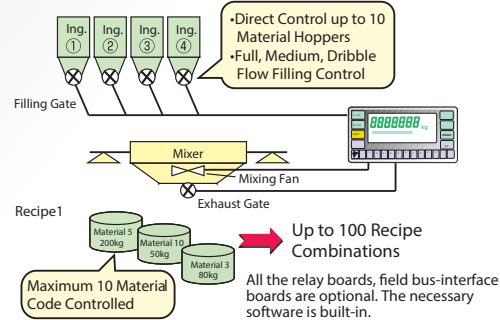 Ing.
①
Ing.
②
Ing.
③
Ing.
④
•Direct Control up to 10
Material Hoppers
•Full, Medium, Dribble
Flow Filling Control
Filling Gate
8888888 kg
Mixer
Mixing Fan
Exhaust Gate
Recipe1
Material 5
200kg
Material 10
50kg
Material 3
80kg
Up to 100 Recipe
Combinations
Maximum 10 Material
Code Controlled
All the relay boards, field bus-interface
boards are optional. The necessary
software is built-in.